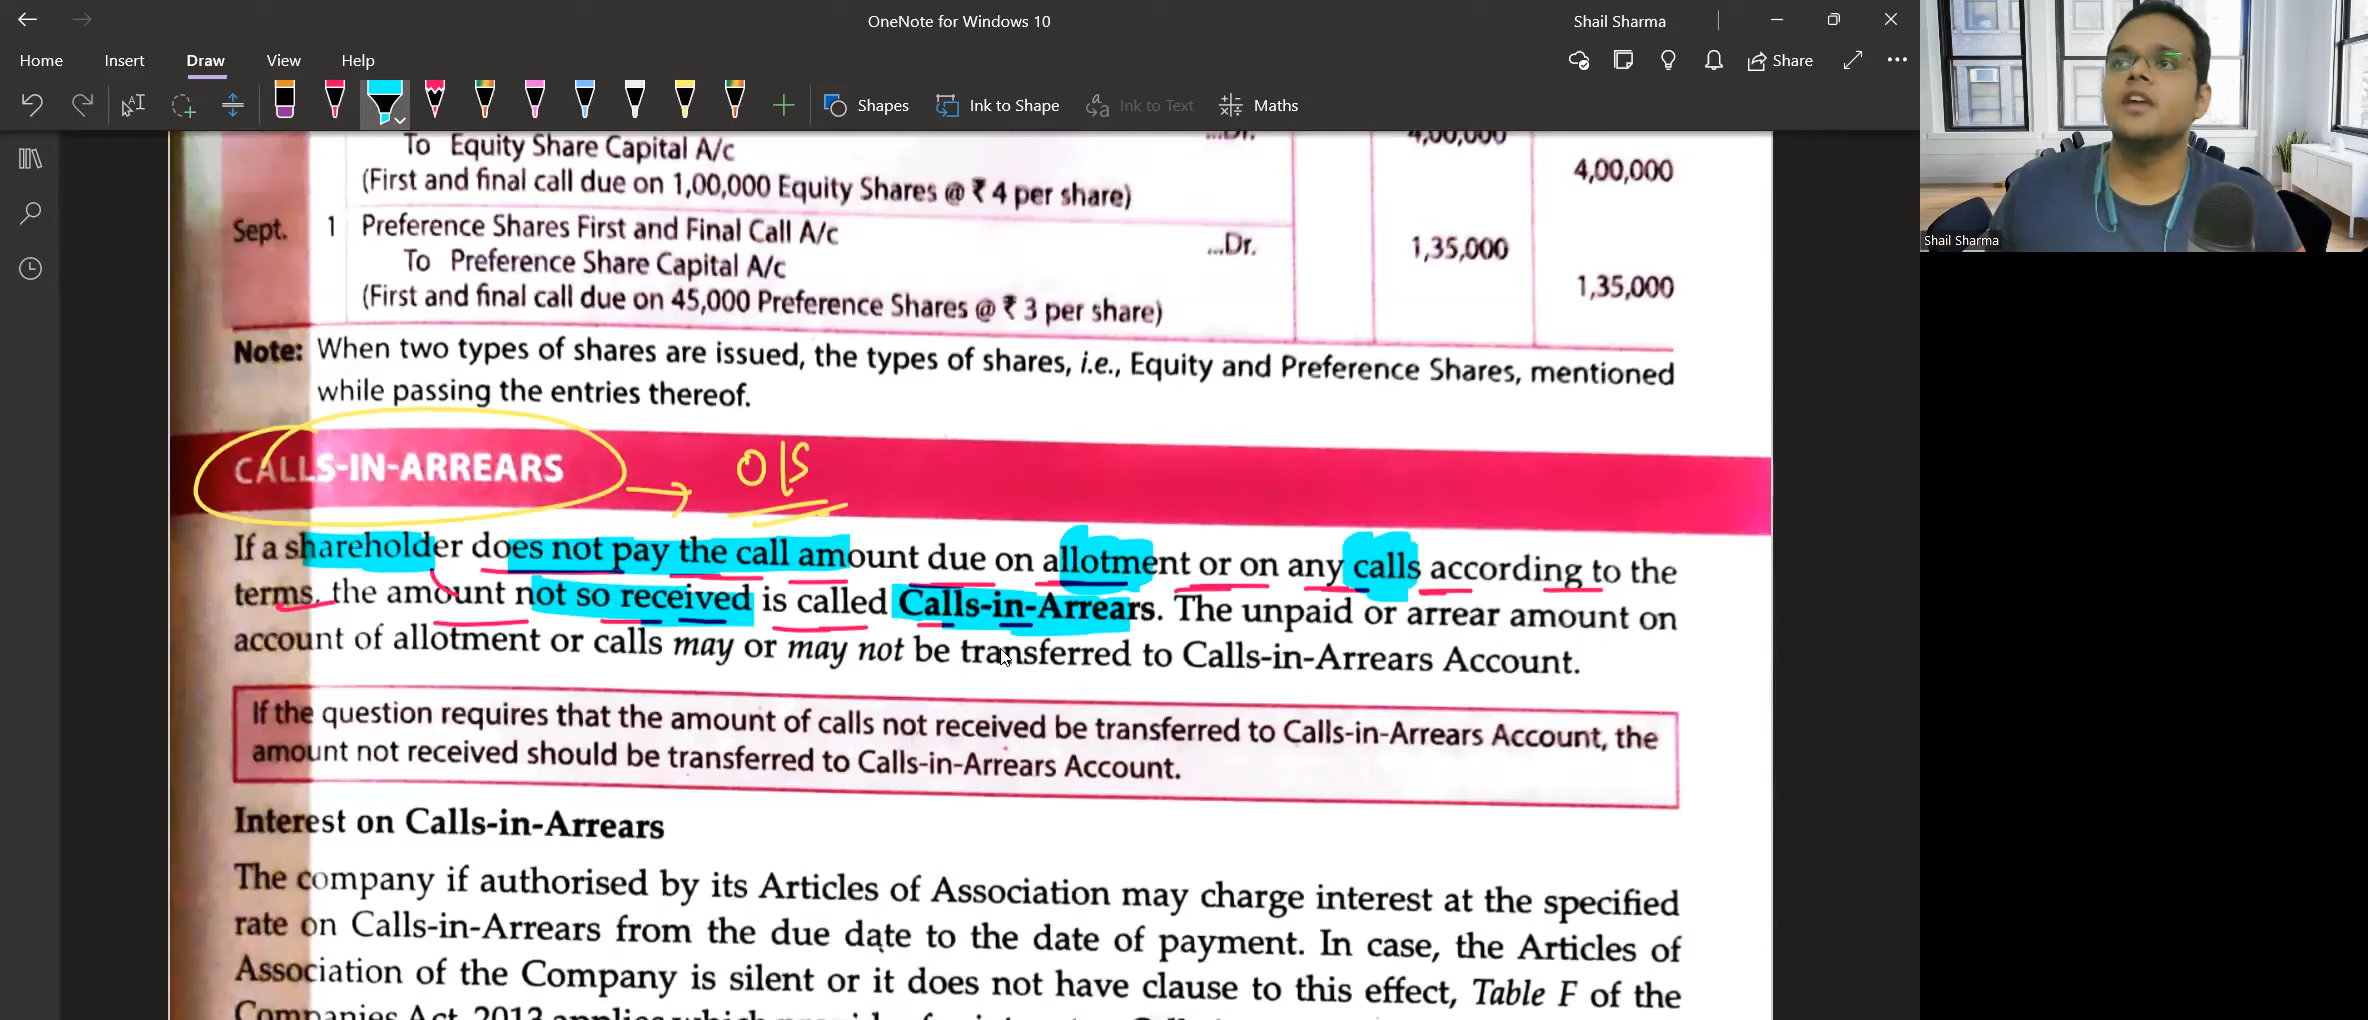 OneNote for Windows 10
Shail Sharma
Home Insert Draw View Help
Share
Shapes Ink to Shape Ink to Text Maths
...Dr. 4,00,000
To Equity Share Capital A/c 4,00,000
(First and final call due on 1,00,000 Equity Shares @ ₹ 4 per share)
Sept. 1 Preference Shares First and Final Call A/c ...Dr. 1,35,000
To Preference Share Capital A/c 1,35,000
(First and final call due on 45,000 Preference Shares @ ₹ 3 per share)
Note: When two types of shares are issued, the types of shares, i.e., Equity and Preference Shares, mentioned
while passing the entries thereof.
CALLS-IN-ARREARS → O|S
If a shareholder does not pay the call amount due on allotment or on any calls according to the
terms, the amount not so received is called Calls-in-Arrears. The unpaid or arrear amount on
account of allotment or calls may or may not be transferred to Calls-in-Arrears Account.
If the question requires that the amount of calls not received be transferred to Calls-in-Arrears Account, the
amount not received should be transferred to Calls-in-Arrears Account.
Interest on Calls-in-Arrears
The company if authorised by its Articles of Association may charge interest at the specified
rate on Calls-in-Arrears from the due date to the date of payment. In case, the Articles of
Association of the Company is silent or it does not have clause to this effect, Table F of the
Companies Act, 2013 applies which
Shail Sharma